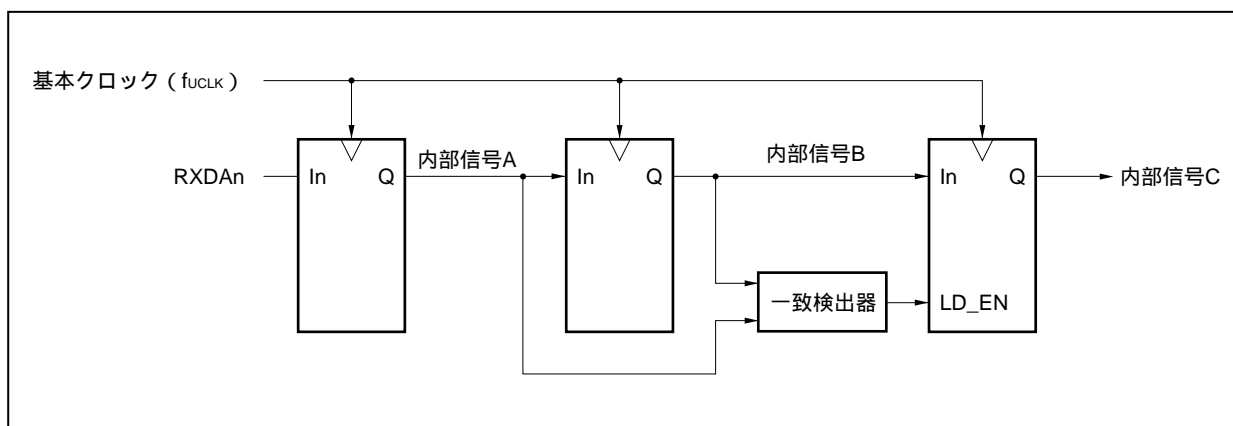 基本クロック(fUCLK)
内部信号A
内部信号B
RXDAn
In
Q
In
Q
In
Q
内部信号C
一致検出器
LD_EN